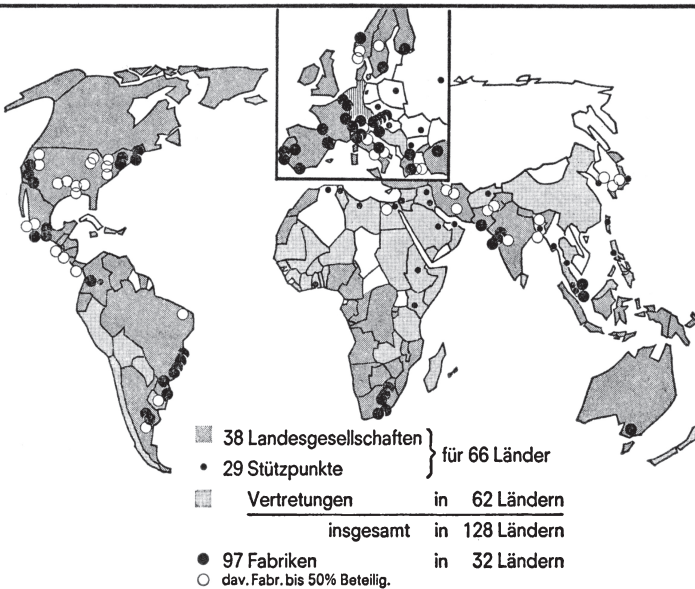 38 Landesgesellschaften
29 Stützpunkte
für 66 Länder
Vertretungen in 62 Ländern
insgesamt in 128 Ländern
97 Fabriken in 32 Ländern
dav. Fabr. bis 50% Beteilig.